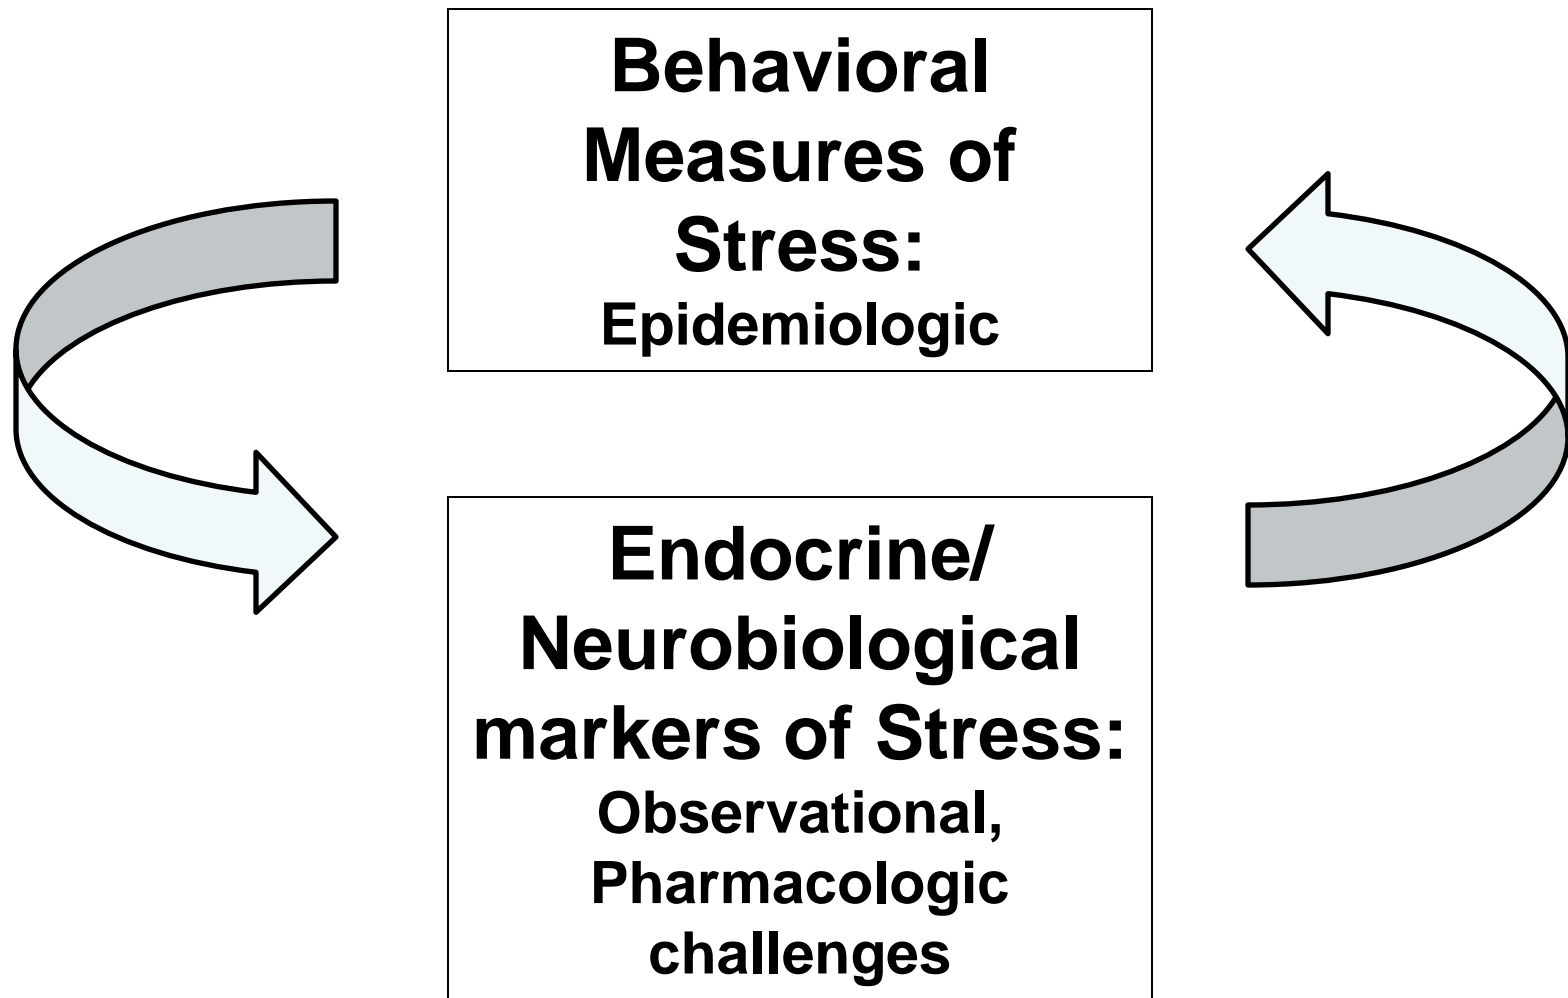 Behavioral
Measures of
Stress:
Epidemiologic
Endocrine/
Neurobiological
markers of Stress:
Observational,
Pharmacologic
challenges